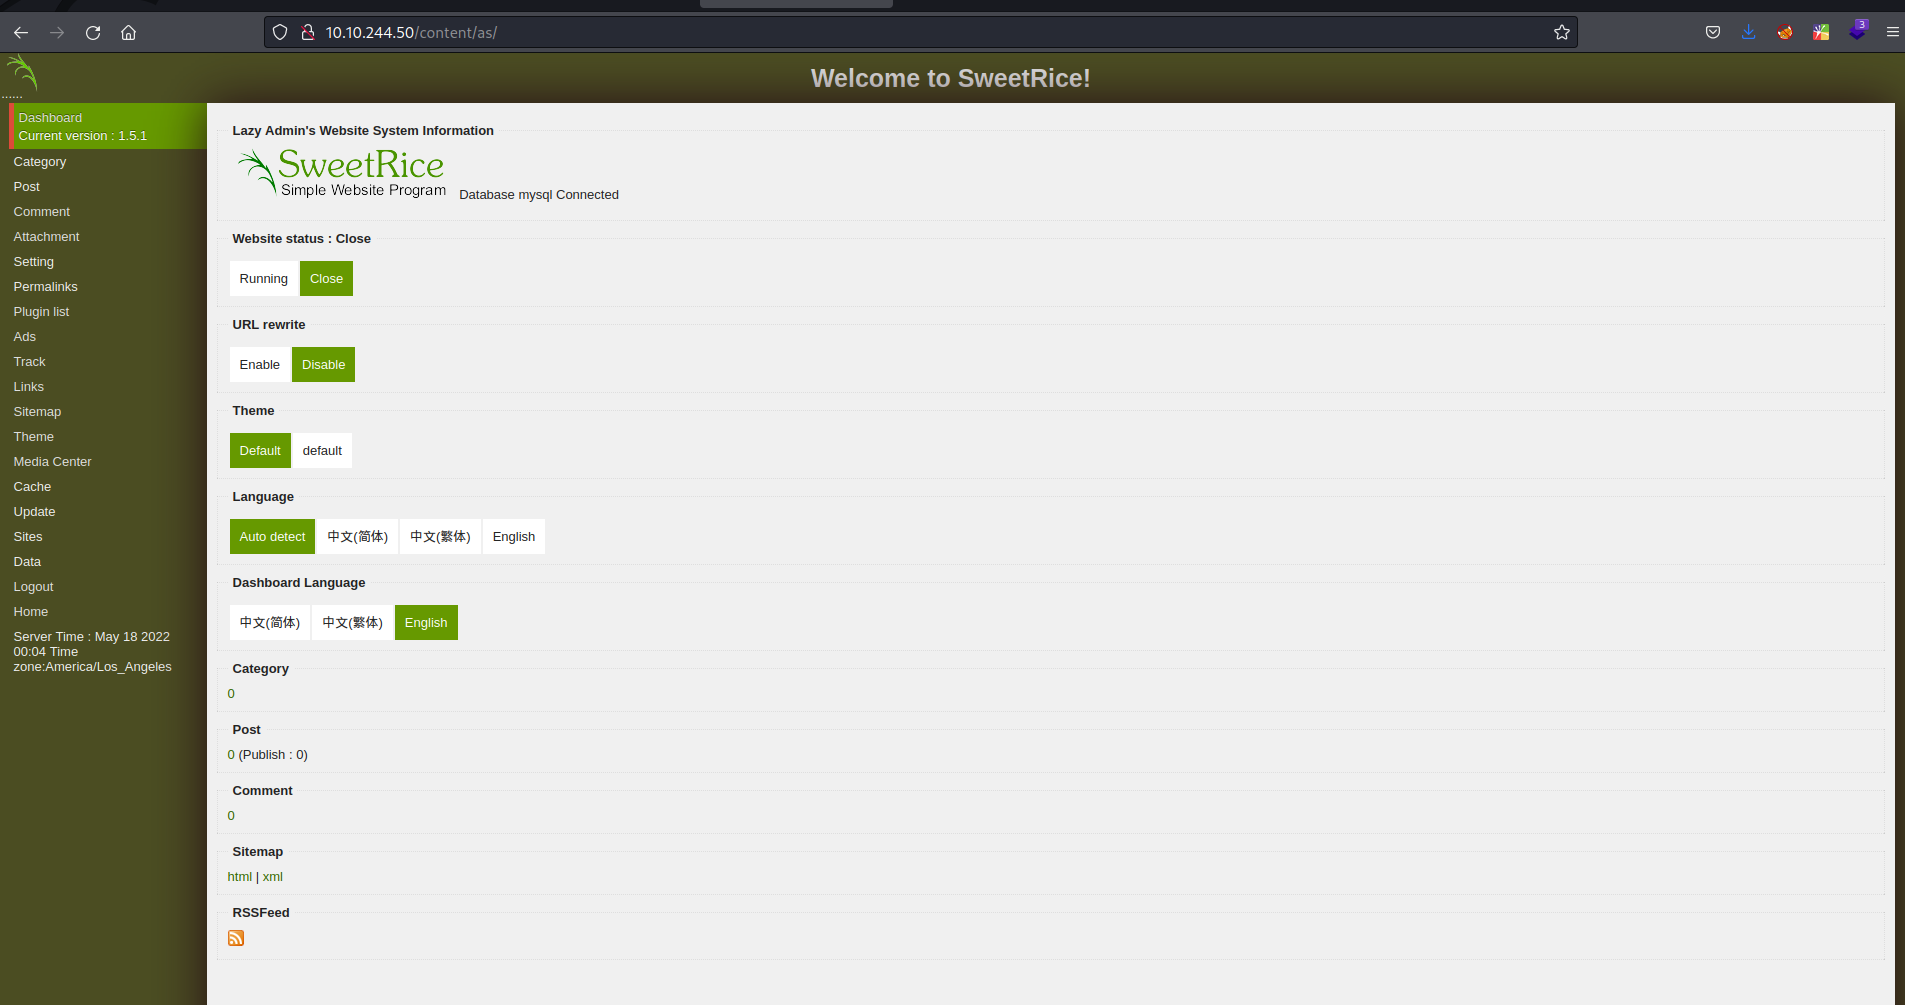 10.10.244.50/content/as/
3
Welcome to SweetRice!
......
Dashboard
Current version : 1.5.1
Category
Post
Comment
Attachment
Setting
Permalinks
Plugin list
Ads
Track
Links
Sitemap
Theme
Media Center
Cache
Update
Sites
Data
Logout
Home
Server Time : May 18 2022
00:04 Time
zone:America/Los_Angeles
Lazy Admin's Website System Information
SweetRice
Simple Website Program
Database mysql Connected
Website status : Close
Running Close
URL rewrite
Enable Disable
Theme
Default default
Language
Auto detect 中文(简体) 中文(繁体) English
Dashboard Language
中文(简体) 中文(繁体) English
Category
0
Post
0 (Publish : 0)
Comment
0
Sitemap
html | xml
RSSFeed